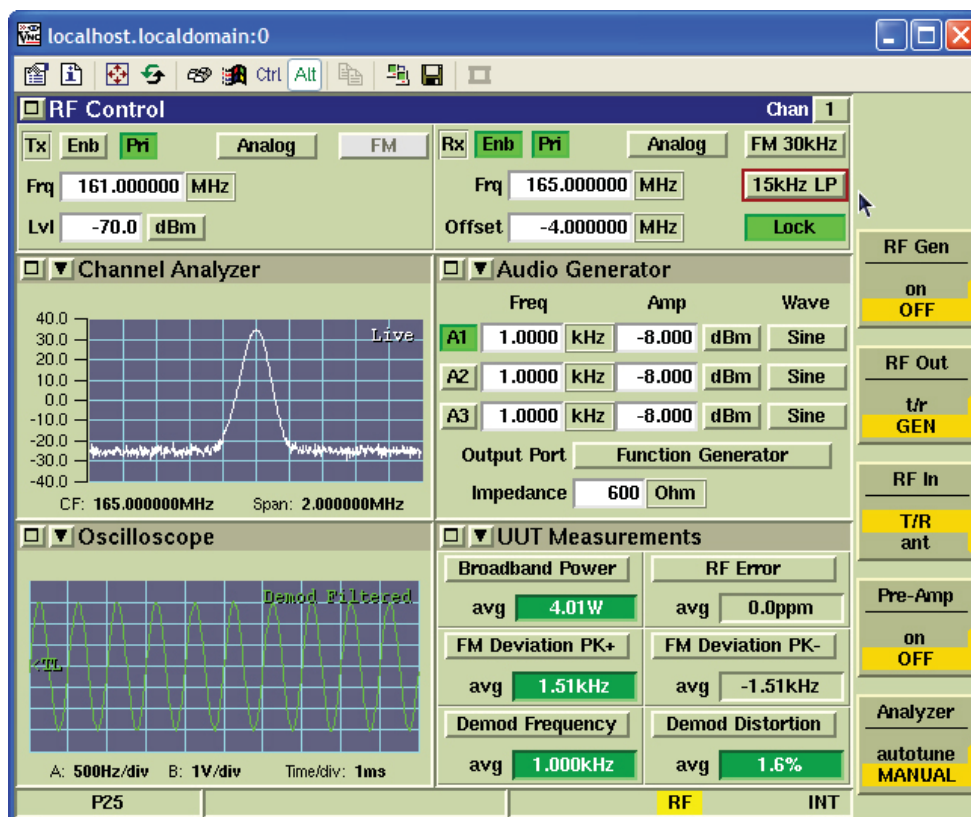 localhost.localdomain:0
Ctrl Alt
RF Control Chan 1
Tx Enb Pri Analog FM
Frq 161.000000 MHz
Lvl -70.0 dBm
Rx Enb Pri Analog FM 30kHz
Frq 165.000000 MHz 15kHz LP
Offset -4.000000 MHz Lock
Channel Analyzer
Live
40.0
30.0
20.0
10.0
0.0
-10.0
-20.0
-30.0
-40.0
CF: 165.000000MHz Span: 2.000000MHz
Audio Generator
Freq Amp Wave
A1 1.0000 kHz -8.000 dBm Sine
A2 1.0000 kHz -8.000 dBm Sine
A3 1.0000 kHz -8.000 dBm Sine
Output Port Function Generator
Impedance 600 Ohm
Oscilloscope
Demod Filtered
<TL
A: 500Hz/div B: 1V/div Time/div: 1ms
UUT Measurements
Broadband Power RF Error
avg 4.01W avg 0.0ppm
FM Deviation PK+ FM Deviation PK-
avg 1.51kHz avg -1.51kHz
Demod Frequency Demod Distortion
avg 1.000kHz avg 1.6%
RF Gen
on
OFF
RF Out
t/r
GEN
RF In
T/R
ant
Pre-Amp
on
OFF
Analyzer
autotune
MANUAL
P25 RF INT